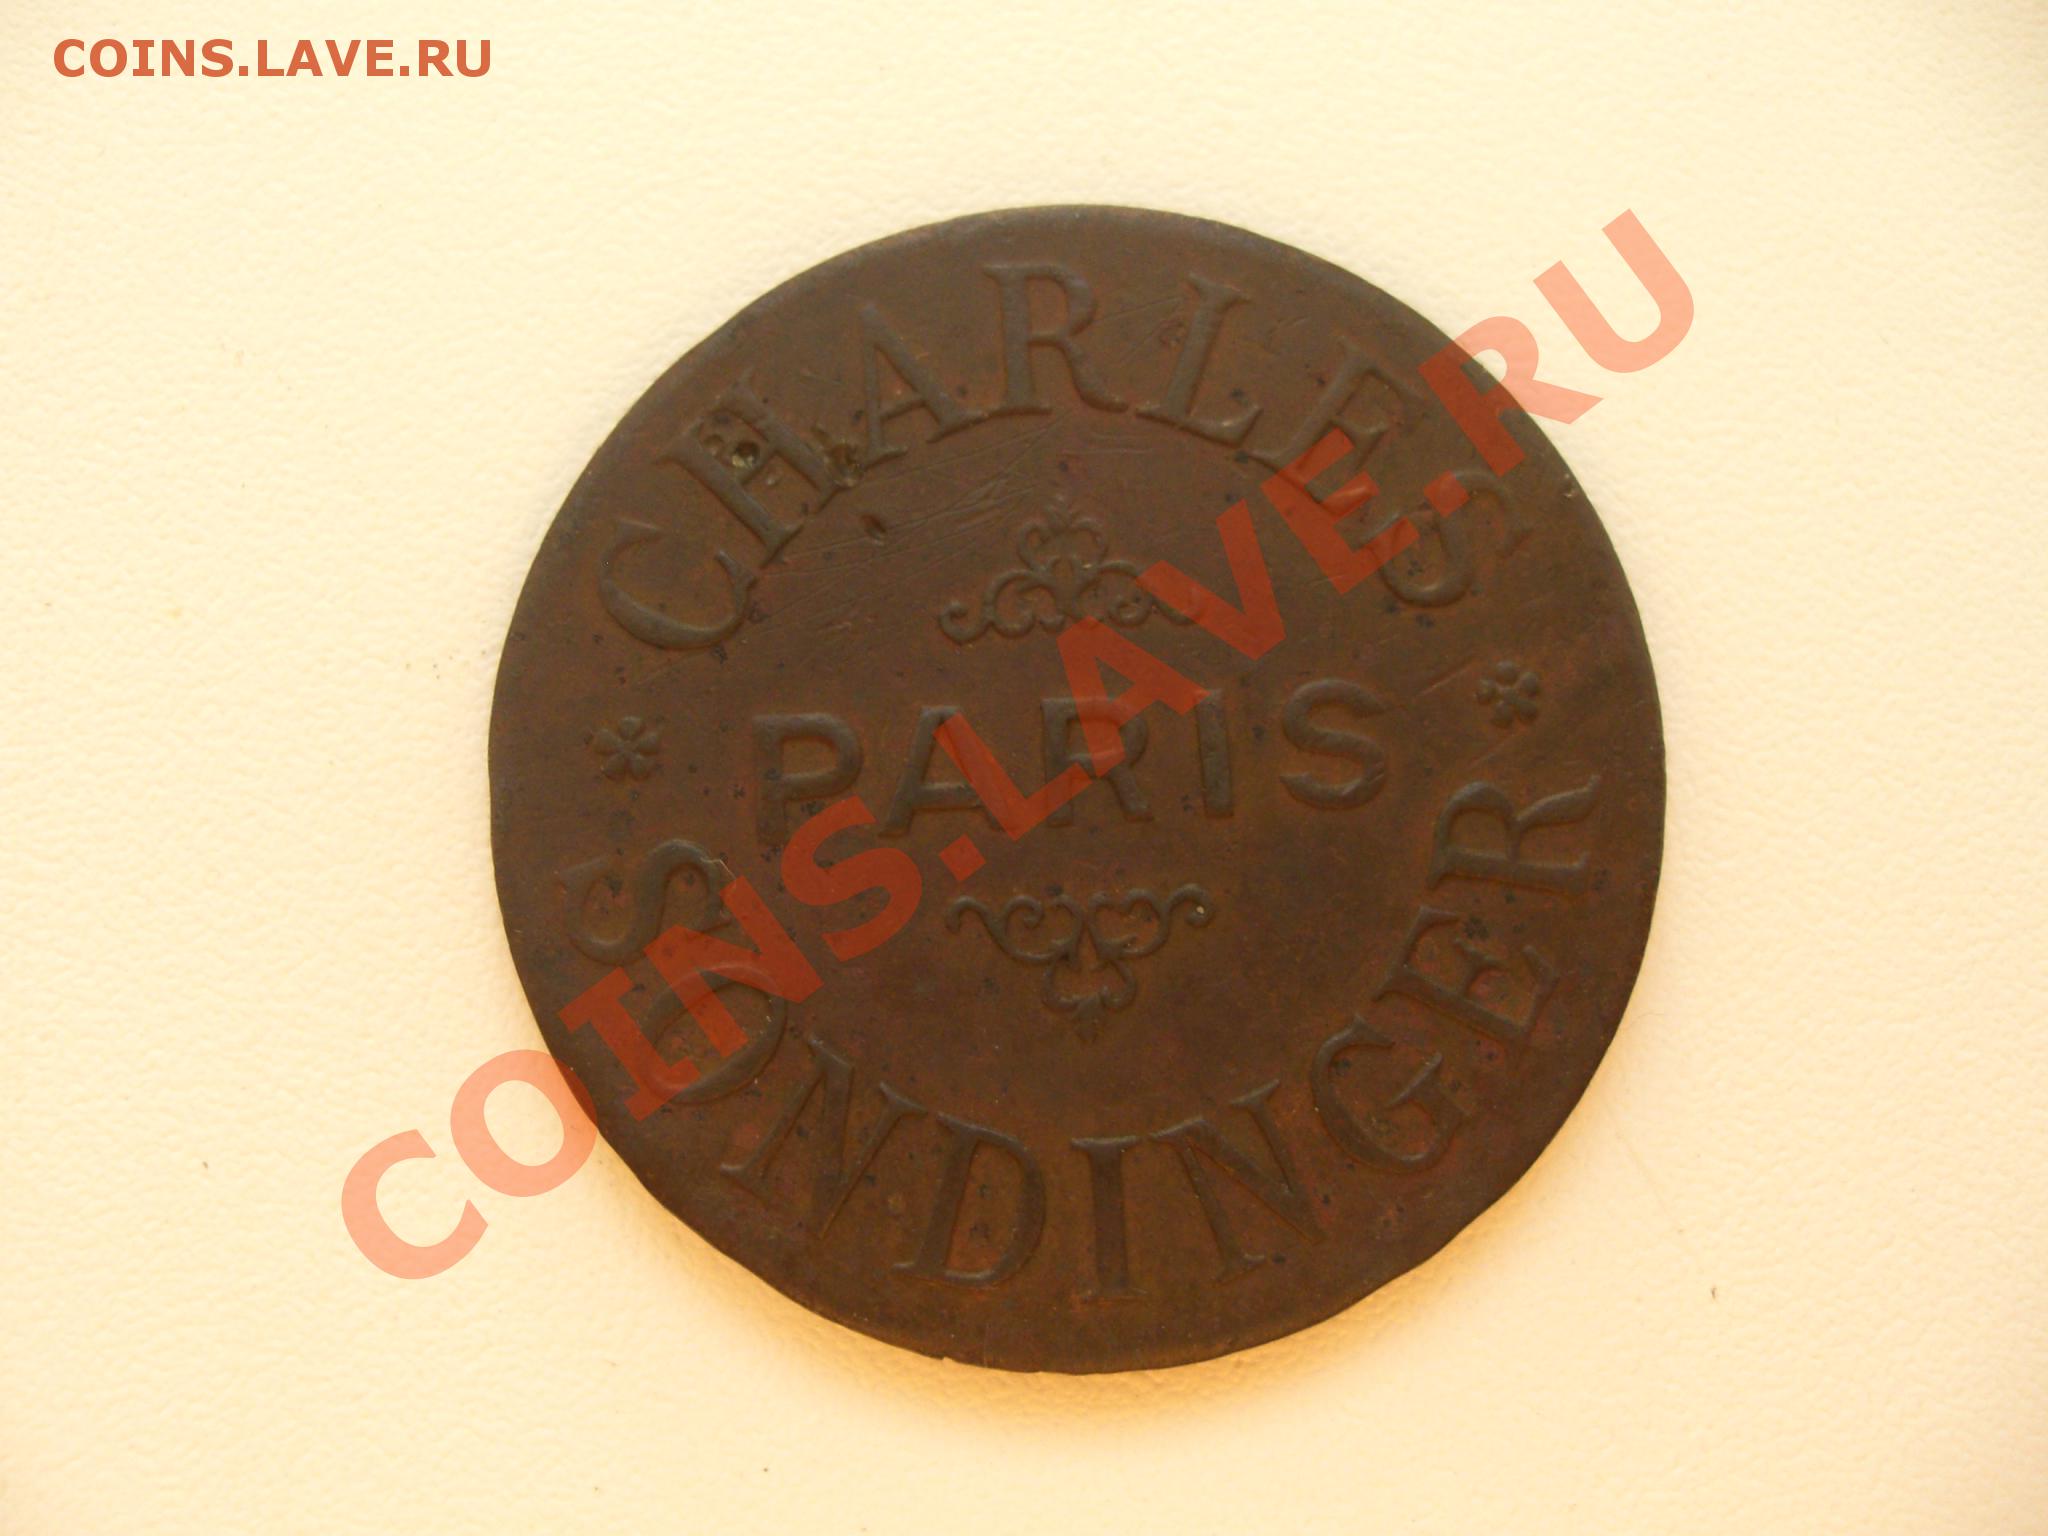 COINS.LAVE.RU
CHARLES
PARIS
SONDINGER
COINS.LAVE.RU